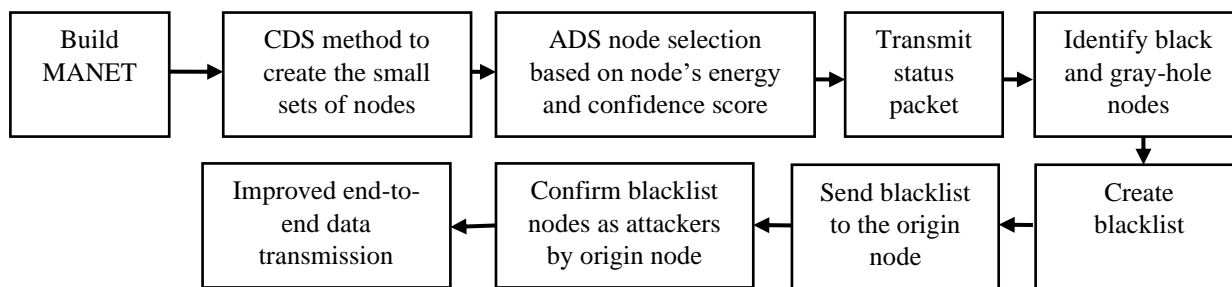 Build
MANET
CDS method to
create the small
sets of nodes
ADS node selection
based on node's energy
and confidence score
Transmit
status
packet
Identify black
and gray-hole
nodes
Create
blacklist
Send blacklist
to the origin
node
Confirm blacklist
nodes as attackers
by origin node
Improved end-to-
end data
transmission